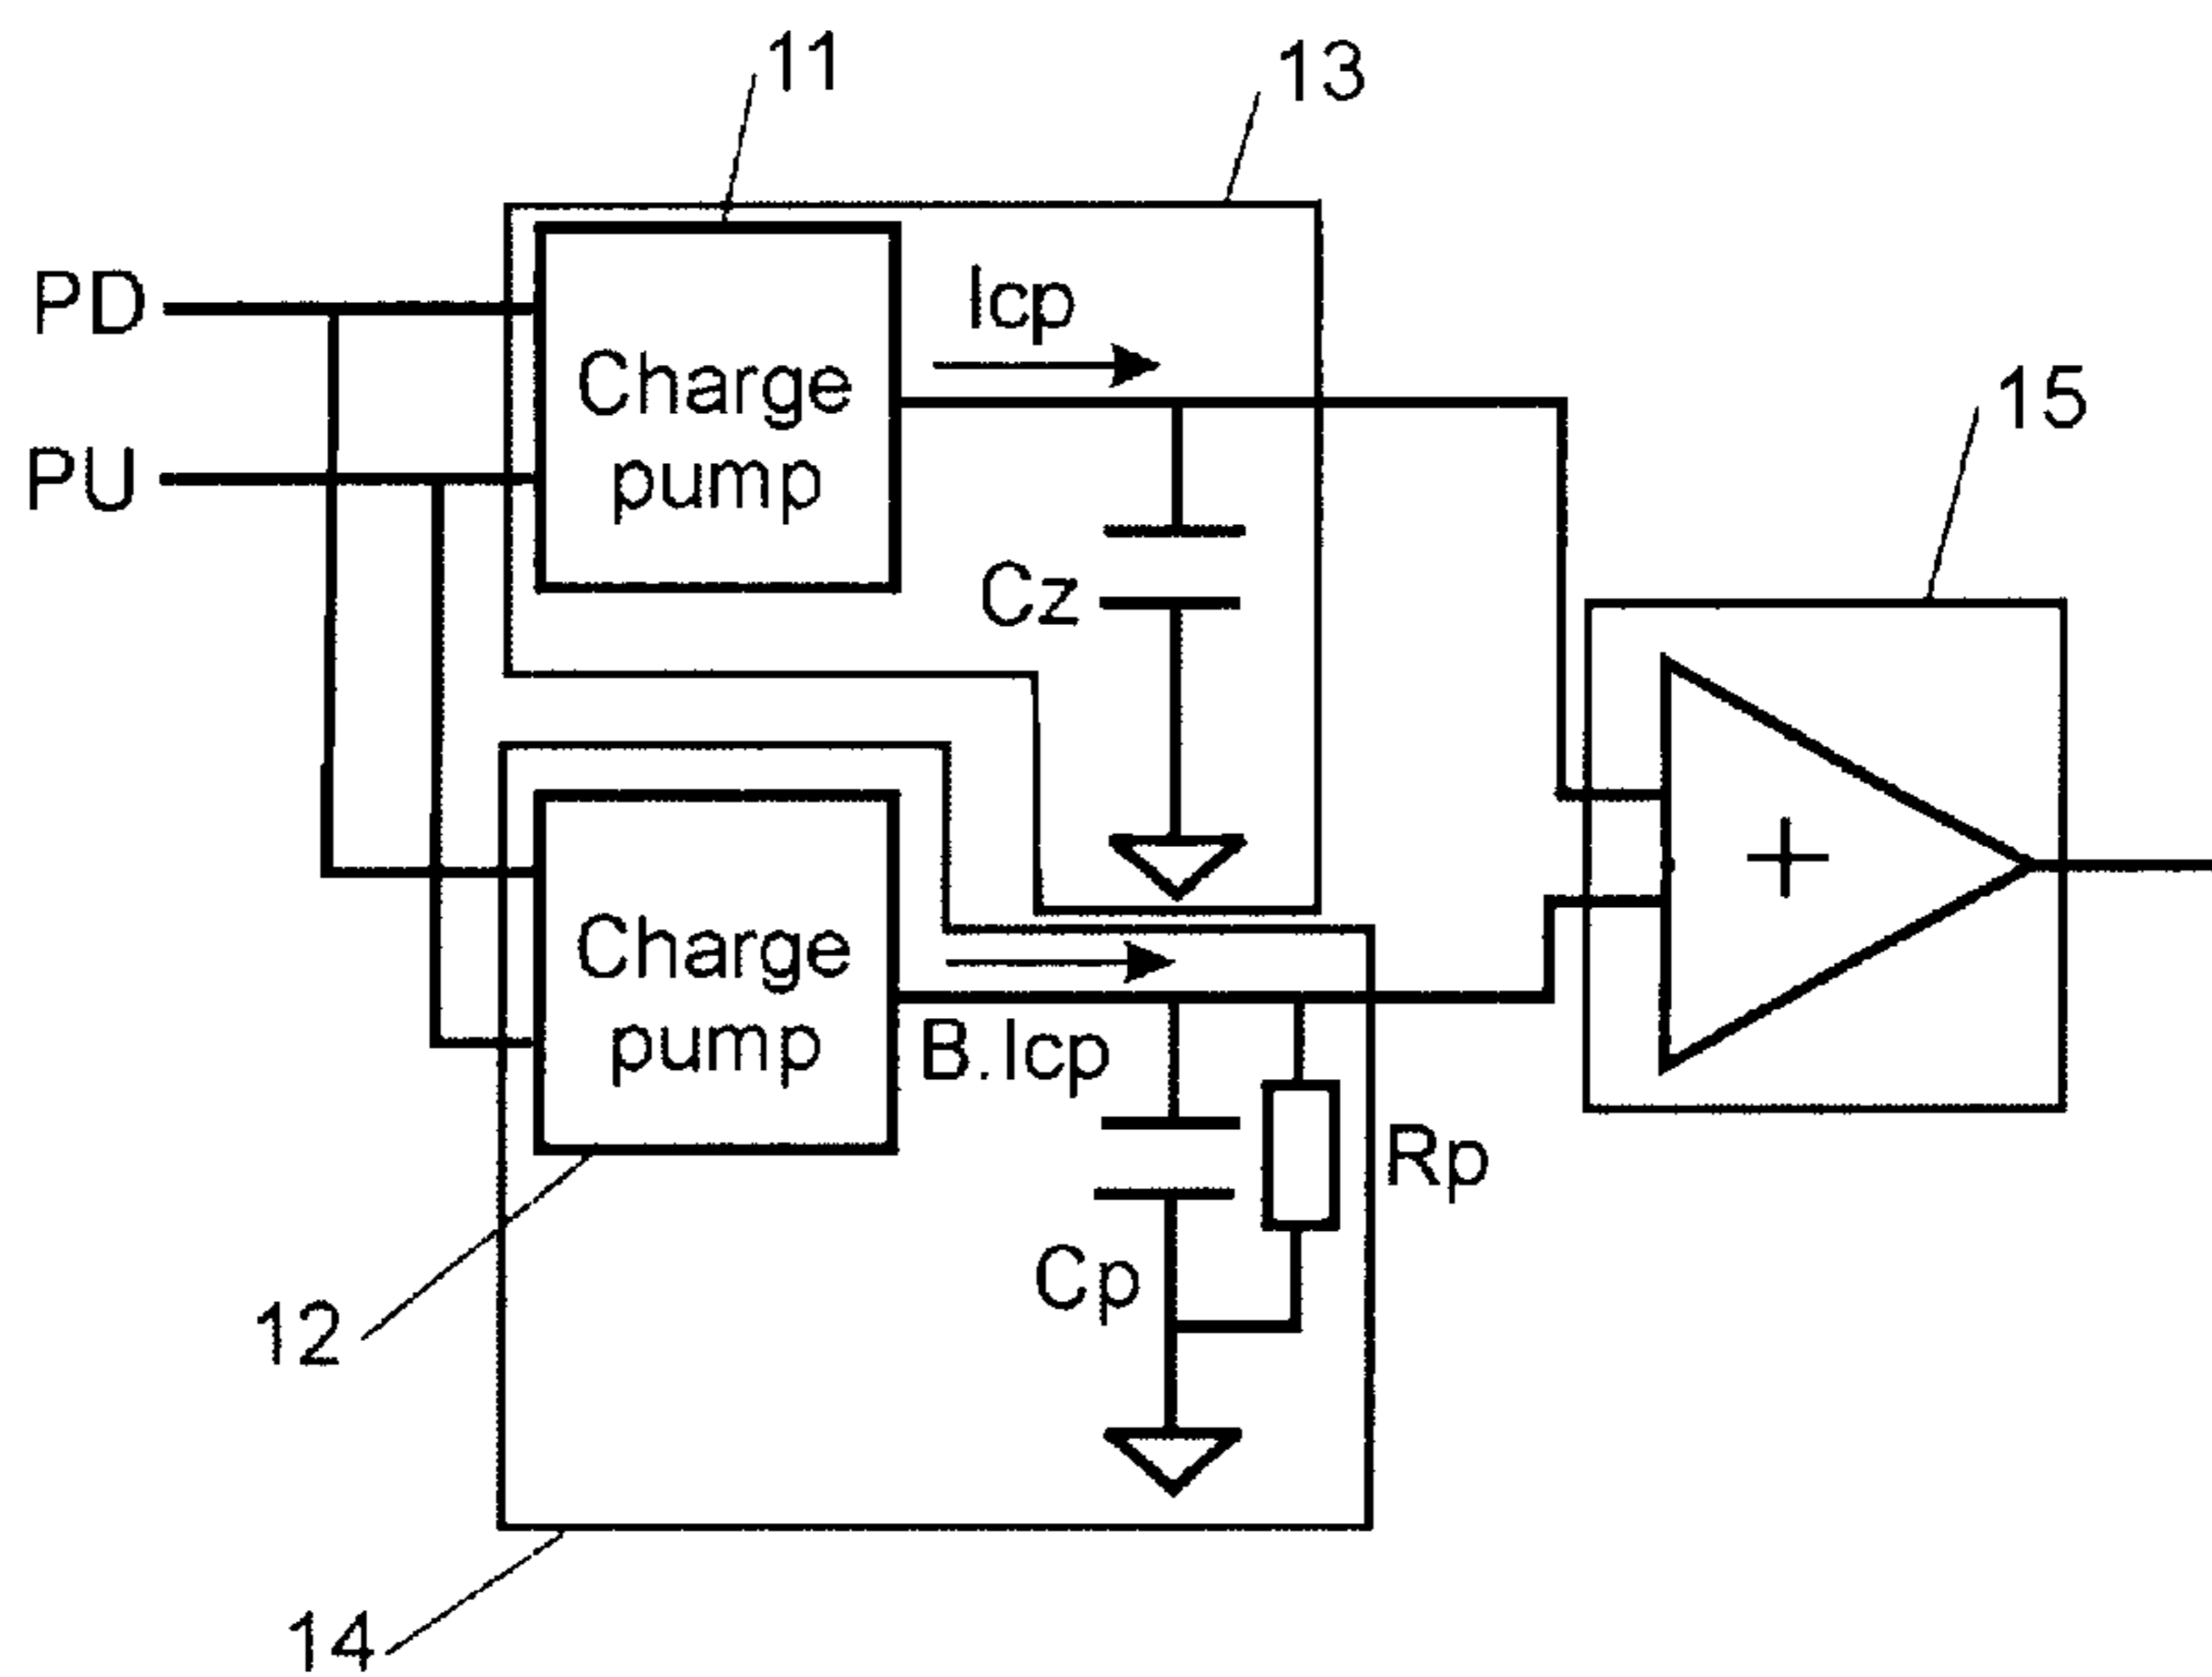 11
13
PD
Icp
Charge
pump
15
PU
Cz
+
Charge
pump
B.Icp
Rp
Cp
12
14